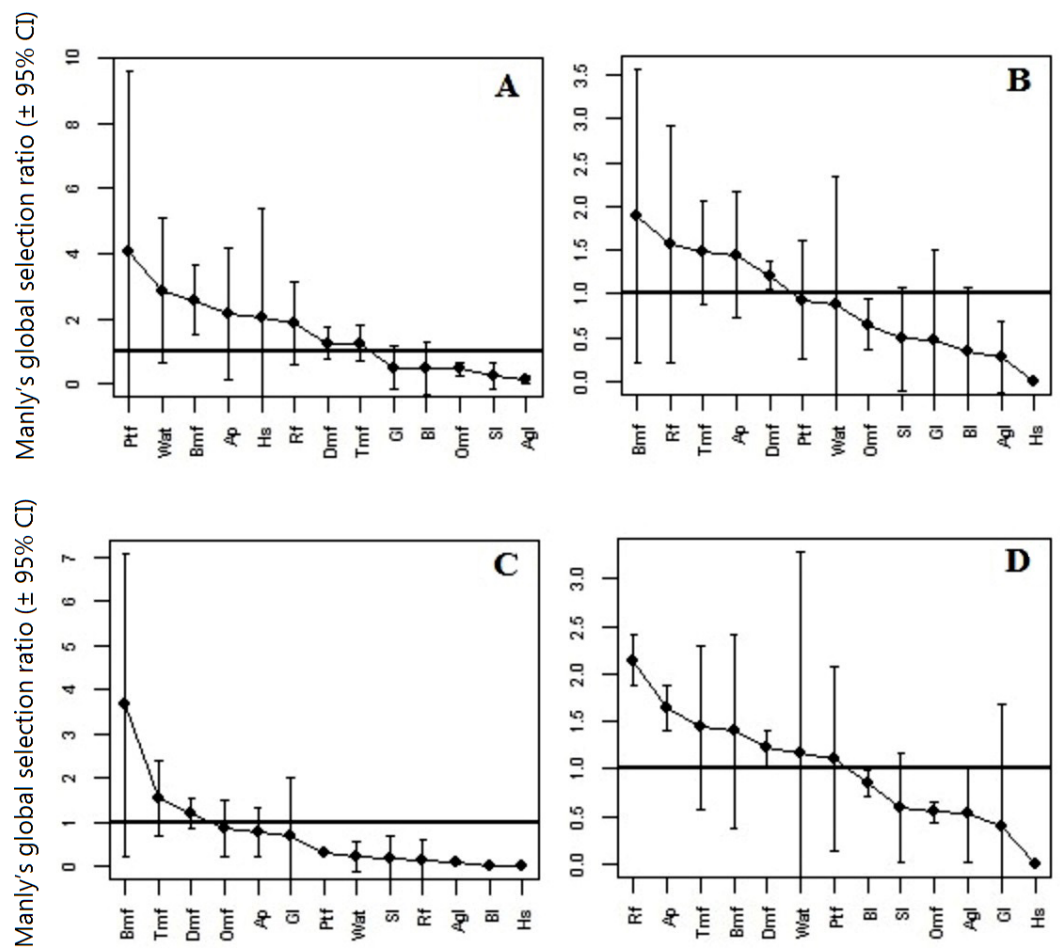 Manly's global selection ratio (± 95% CI)
A
10
8
6
4
2
0
Ptf Wat Bmf Ap Hs Rf Dmf Tmf Gl Bl Omf Sl Agl
B
3.5
3.0
2.5
2.0
1.5
1.0
0.5
0.0
Bmf Rf Tmf Ap Dmf Ptf Wat Omf Sl Gl Bl Agl Hs
Manly's global selection ratio (± 95% CI)
C
7
6
5
4
3
2
1
0
Bmf Tmf Dmf Omf Ap Gl Ptf Wat Sl Rf Agl Bl Hs
D
3.0
2.5
2.0
1.5
1.0
0.5
0.0
Rf Ap Tmf Bmf Dmf Wat Ptf Bl Sl Omf Agl Gl Hs